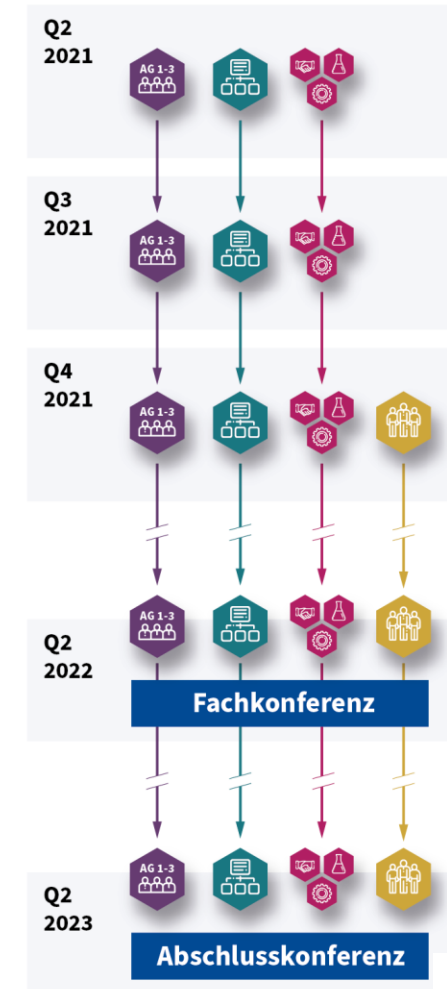 Q2
2021
AG 1-3
Q3
2021
AG 1-3
Q4
2021
AG 1-3
AG 1-3
Q2
2022
Fachkonferenz
AG 1-3
Q2
2023
Abschlusskonferenz